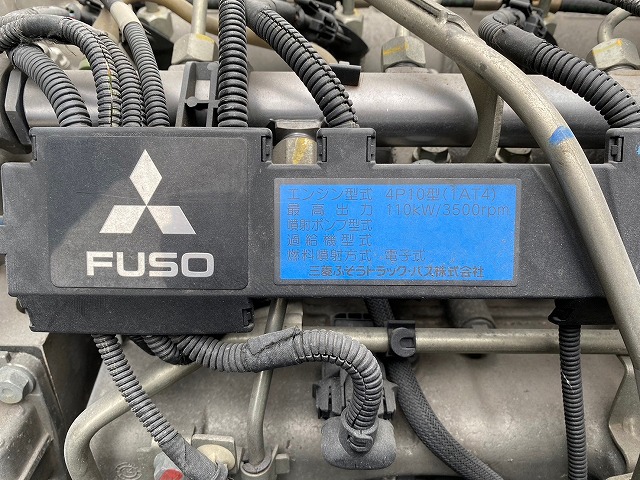 FUSO
エンジン型式 4P10型(TAT4)
最高出力 110kW/3500rpm
噴射ポンプ型式
過給機型式
燃料噴射方式 電子式
三菱ふそうトラック・バス株式会社